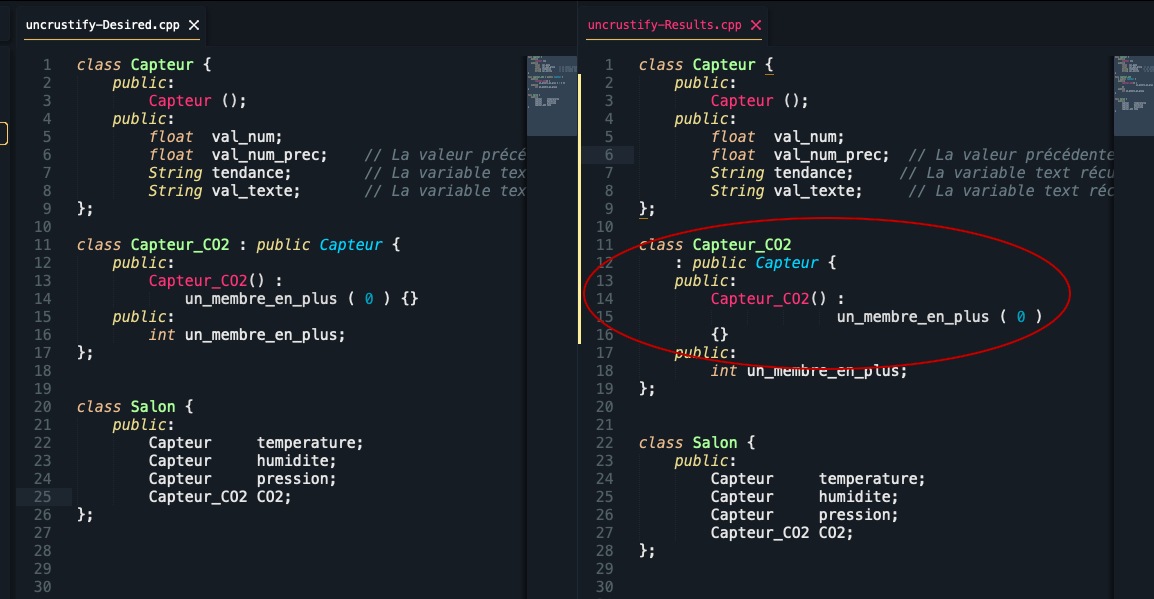 uncrustify-Desired.cpp ×
1 class Capteur {
2 public:
3 Capteur ();
4 public:
5 float val_num;
6 float val_num_prec; // La valeur précé
7 String tendance; // La variable tex
8 String val_texte; // La variable tex
9 };
10
11 class Capteur_CO2 : public Capteur {
12 public:
13 Capteur_CO2() :
14 un_membre_en_plus ( 0 ) {}
15 public:
16 int un_membre_en_plus;
17 };
18
19
20 class Salon {
21 public:
22 Capteur temperature;
23 Capteur humidite;
24 Capteur pression;
25 Capteur_CO2 CO2;
26 };
27
28
29
30
uncrustify-Results.cpp ×
1 class Capteur {
2 public:
3 Capteur ();
4 public:
5 float val_num;
6 float val_num_prec; // La valeur précédente
7 String tendance; // La variable text récu
8 String val_texte; // La variable text réc
9 };
10
11 class Capteur_CO2
12 : public Capteur {
13 public:
14 Capteur_CO2() :
15 un_membre_en_plus ( 0 )
16 {}
17 public:
18 int un_membre_en_plus;
19 };
20
21
22 class Salon {
23 public:
24 Capteur temperature;
25 Capteur humidite;
26 Capteur pression;
27 Capteur_CO2 CO2;
28 };
29
30